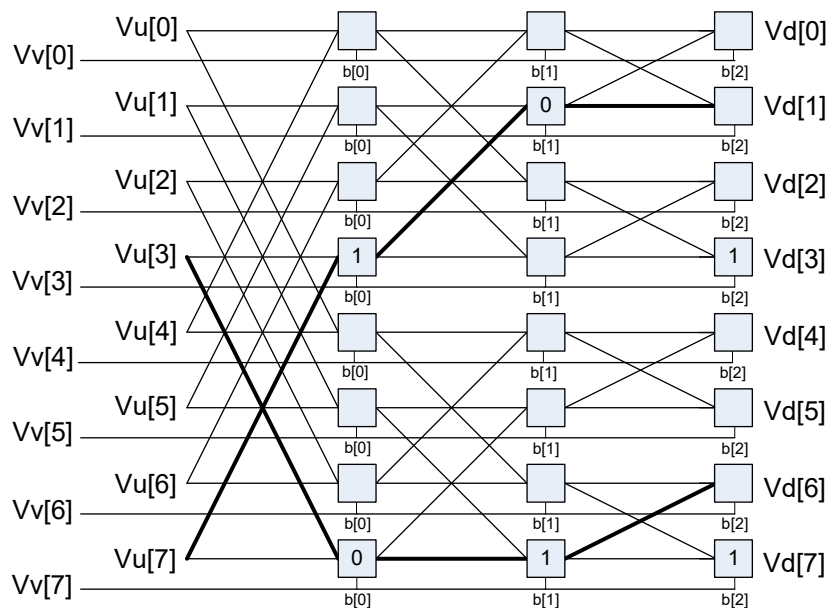 Vu[0] Vd[0]
Vv[0] b[0] b[1] b[2]
Vu[1] 0 Vd[1]
Vv[1] b[0] b[1] b[2]
Vu[2] Vd[2]
Vv[2] b[0] b[1] b[2]
Vu[3] 1 1 Vd[3]
Vv[3] b[0] b[1] b[2]
Vu[4] Vd[4]
Vv[4] b[0] b[1] b[2]
Vu[5] Vd[5]
Vv[5] b[0] b[1] b[2]
Vu[6] Vd[6]
Vv[6] b[0] b[1] b[2]
Vu[7] 0 1 1 Vd[7]
Vv[7] b[0] b[1] b[2]